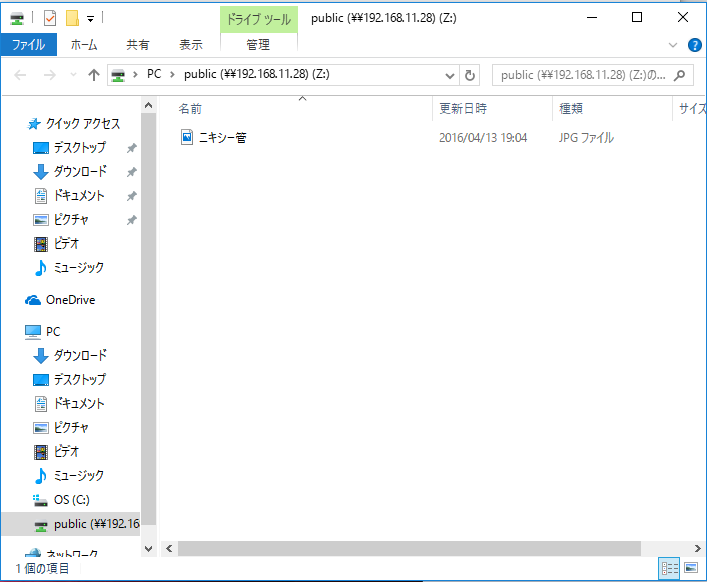 ドライブ ツール
public (¥¥192.168.11.28) (Z:)
ファイル ホーム 共有 表示 管理
PC public (¥¥192.168.11.28) (Z:) public (¥¥192.168.11.28) (Z:)の...
名前 更新日時 種類 サイズ
ニキシー管 2016/04/13 19:04 JPG ファイル
クイック アクセス
デスクトップ
ダウンロード
ドキュメント
ピクチャ
ビデオ
ミュージック
OneDrive
PC
ダウンロード
デスクトップ
ドキュメント
ピクチャ
ビデオ
ミュージック
OS (C:)
public (¥¥192.16
ネットワーク
1 個の項目